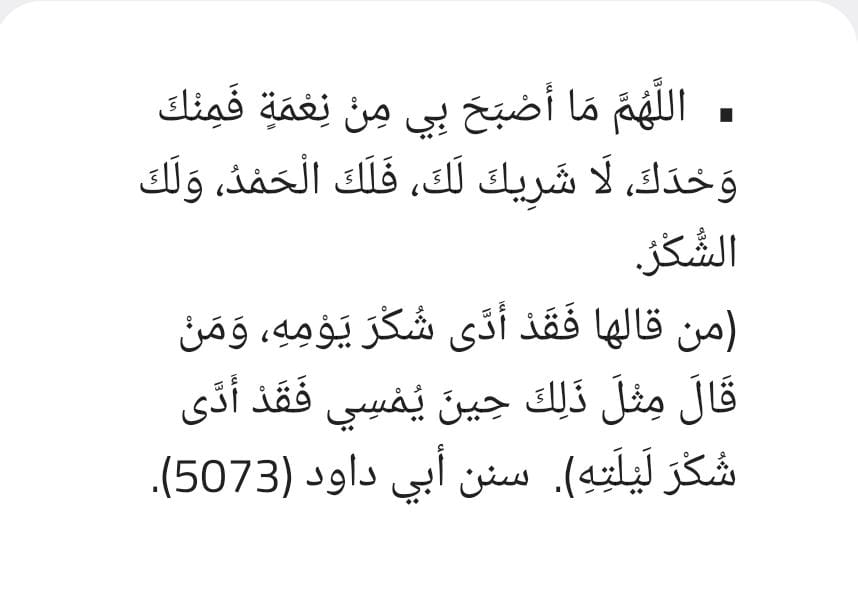 ▪ اللَّهُمَّ مَا أَصْبَحَ بِي مِنْ نِعْمَةٍ فَمِنْكَ
وَحْدَكَ، لَا شَرِيكَ لَكَ، فَلَكَ الْحَمْدُ، وَلَكَ
الشُّكْرُ.
(من قالها فَقَدْ أَدَّى شُكْرَ يَوْمِهِ، وَمَنْ
قَالَ مِثْلَ ذَلِكَ حِينَ يُمْسِي فَقَدْ أَدَّى
شُكْرَ لَيْلَتِهِ). سنن أبي داود (5073).